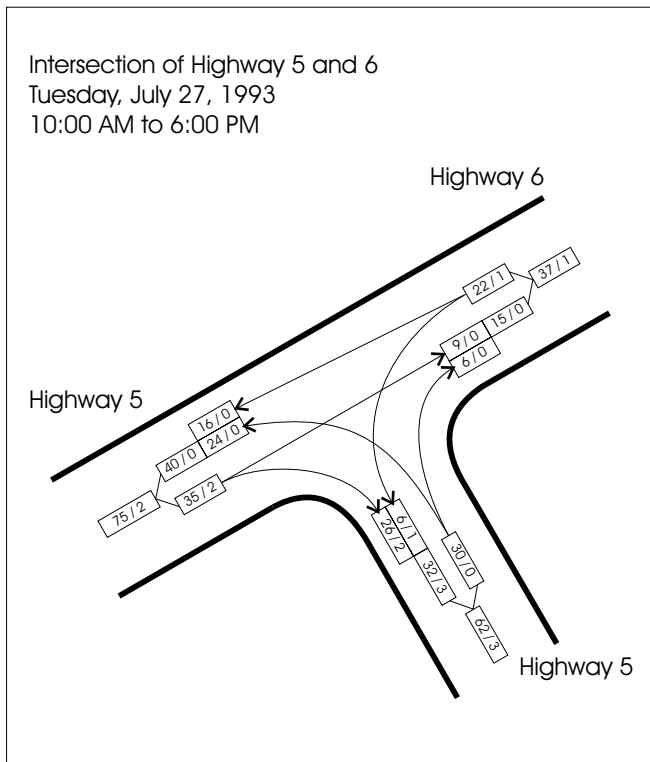 Intersection of Highway 5 and 6
Tuesday, July 27, 1993
10:00 AM to 6:00 PM
Highway 6
37 / 1
22 / 1
15 / 0
9 / 0
6 / 0
Highway 5
16 / 0
24 / 0
40 / 0
35 / 2
75 / 2
6 / 1
26 / 2
32 / 3
30 / 0
62 / 3
Highway 5